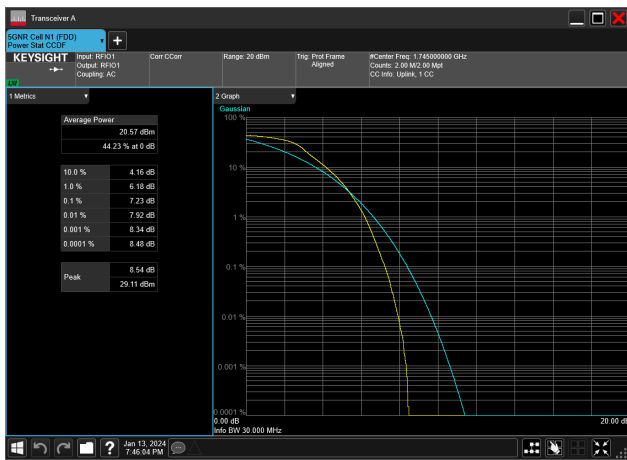 Transceiver A
5GNR Cell N1 (FDD)
Power Stat CCDF
KEYSIGHT
LXI
Input: RFIO1
Output: RFIO1
Coupling: AC
Corr CCorr
Range: 20 dBm
Trig: Prot Frame
Aligned
#Center Freq: 1.745000000 GHz
Counts: 2.00 M/2.00 Mpt
CC Info: Uplink, 1 CC
1 Metrics
Average Power
20.57 dBm
44.23 % at 0 dB
10.0 % 4.16 dB
1.0 % 6.18 dB
0.1 % 7.23 dB
0.01 % 7.92 dB
0.001 % 8.34 dB
0.0001 % 8.48 dB
Peak
8.54 dB
29.11 dBm
2 Graph
Gaussian
100 %
10 %
1 %
0.1 %
0.01 %
0.001 %
0.0001 %
0.00 dB
20.00 dB
Info BW 30.000 MHz
Jan 13, 2024
7:46:04 PM